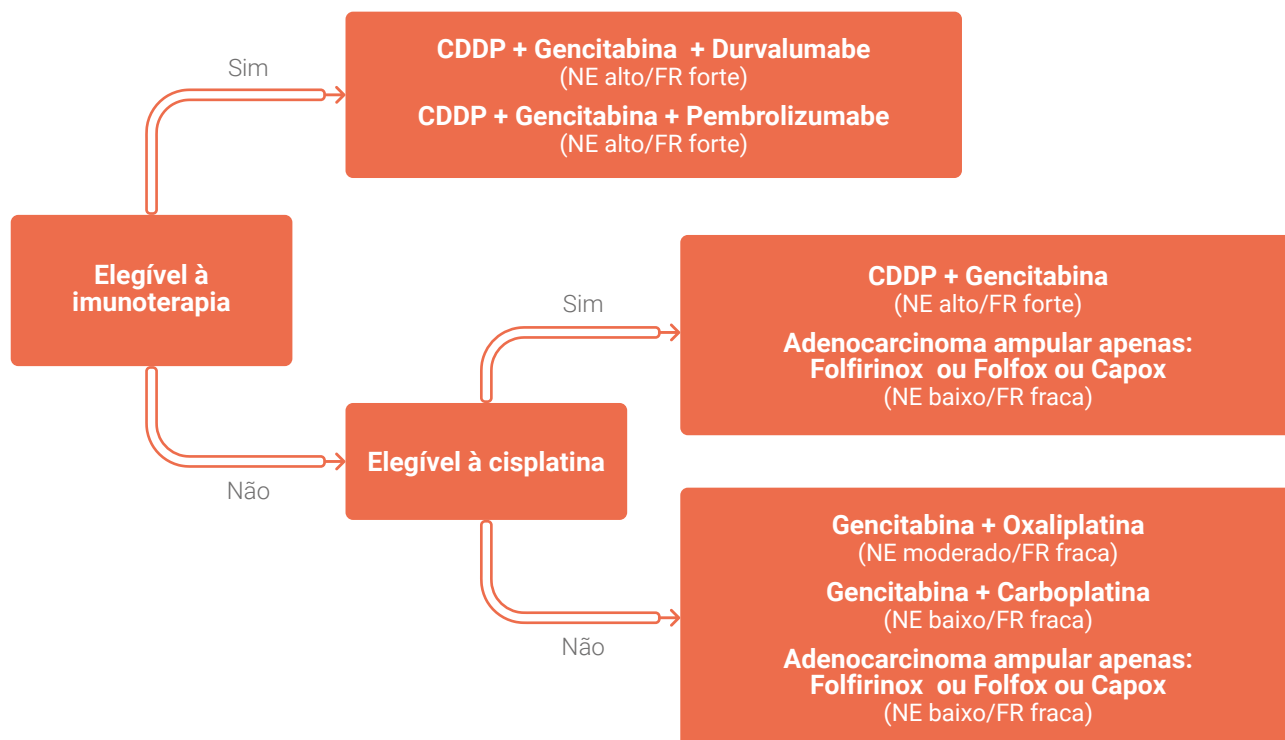 Sim
CDDP + Gencitabina + Durvalumabe
(NE alto/FR forte)
CDDP + Gencitabina + Pembrolizumabe
(NE alto/FR forte)
Elegível à
imunoterapia
Não
Elegível à cisplatina
Sim
CDDP + Gencitabina
(NE alto/FR forte)
Adenocarcinoma ampular apenas:
Folfirinox ou Folfox ou Capox
(NE baixo/FR fraca)
Não
Gencitabina + Oxaliplatina
(NE moderado/FR fraca)
Gencitabina + Carboplatina
(NE baixo/FR fraca)
Adenocarcinoma ampular apenas:
Folfirinox ou Folfox ou Capox
(NE baixo/FR fraca)